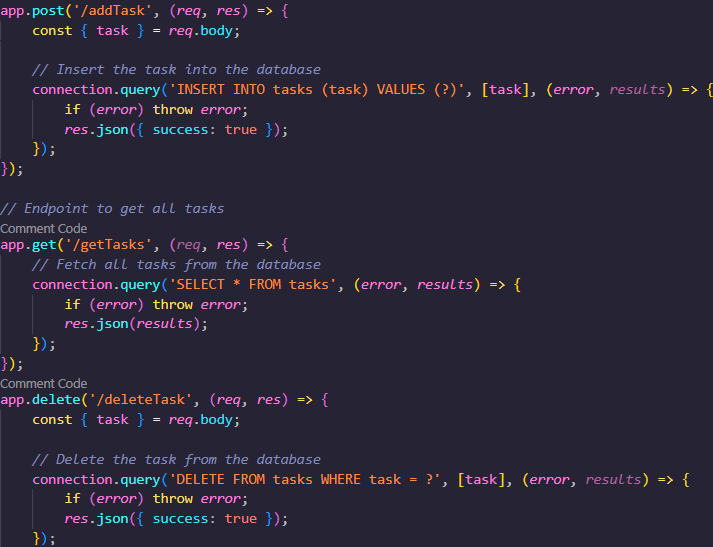 app.post('/addTask', (req, res) => {
    const { task } = req.body;

    // Insert the task into the database
    connection.query('INSERT INTO tasks (task) VALUES (?)', [task], (error, results) => {
        if (error) throw error;
        res.json({ success: true });
    });
});

// Endpoint to get all tasks
Comment Code
app.get('/getTasks', (req, res) => {
    // Fetch all tasks from the database
    connection.query('SELECT * FROM tasks', (error, results) => {
        if (error) throw error;
        res.json(results);
    });
});
Comment Code
app.delete('/deleteTask', (req, res) => {
    const { task } = req.body;

    // Delete the task from the database
    connection.query('DELETE FROM tasks WHERE task = ?', [task], (error, results) => {
        if (error) throw error;
        res.json({ success: true });
    });